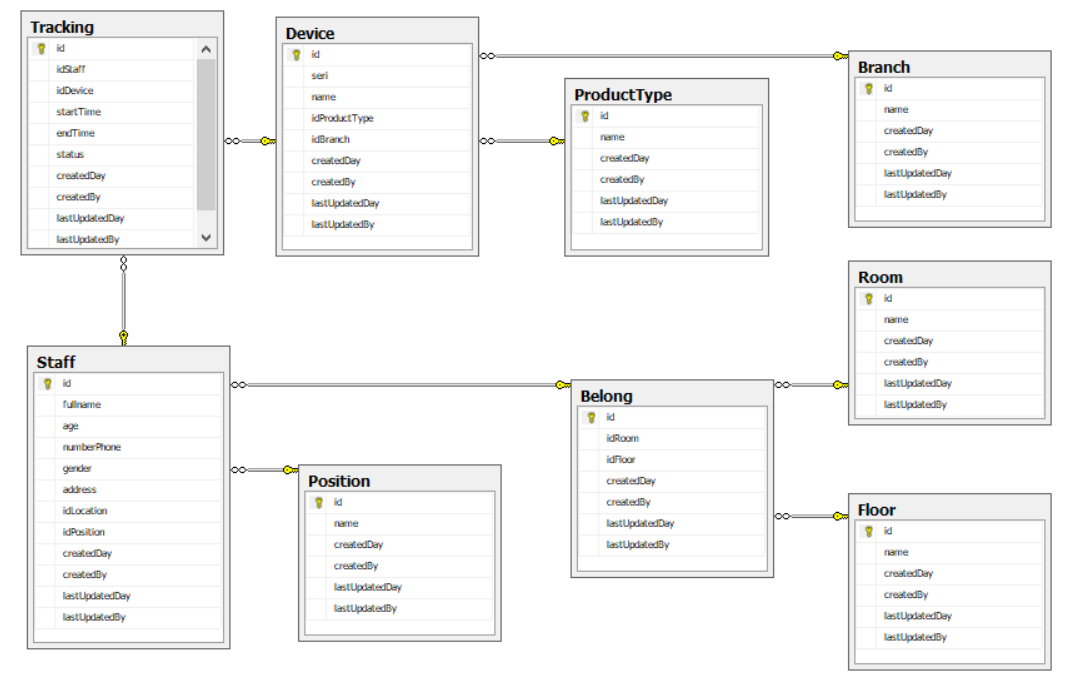 Tracking
id
idStaff
idDevice
startTime
endTime
status
createdDay
createdBy
lastUpdatedDay
lastUpdatedBy
Device
id
seri
name
idProductType
idBranch
createdDay
createdBy
lastUpdatedDay
lastUpdatedBy
ProductType
id
name
createdDay
createdBy
lastUpdatedDay
lastUpdatedBy
Branch
id
name
createdDay
createdBy
lastUpdatedDay
lastUpdatedBy
Room
id
name
createdDay
createdBy
lastUpdatedDay
lastUpdatedBy
Staff
id
fullname
age
numberPhone
gender
address
idLocation
idPosition
createdDay
createdBy
lastUpdatedDay
lastUpdatedBy
Position
id
name
createdDay
createdBy
lastUpdatedDay
lastUpdatedBy
Belong
id
idRoom
idFloor
createdDay
createdBy
lastUpdatedDay
lastUpdatedBy
Floor
id
name
createdDay
createdBy
lastUpdatedDay
lastUpdatedBy